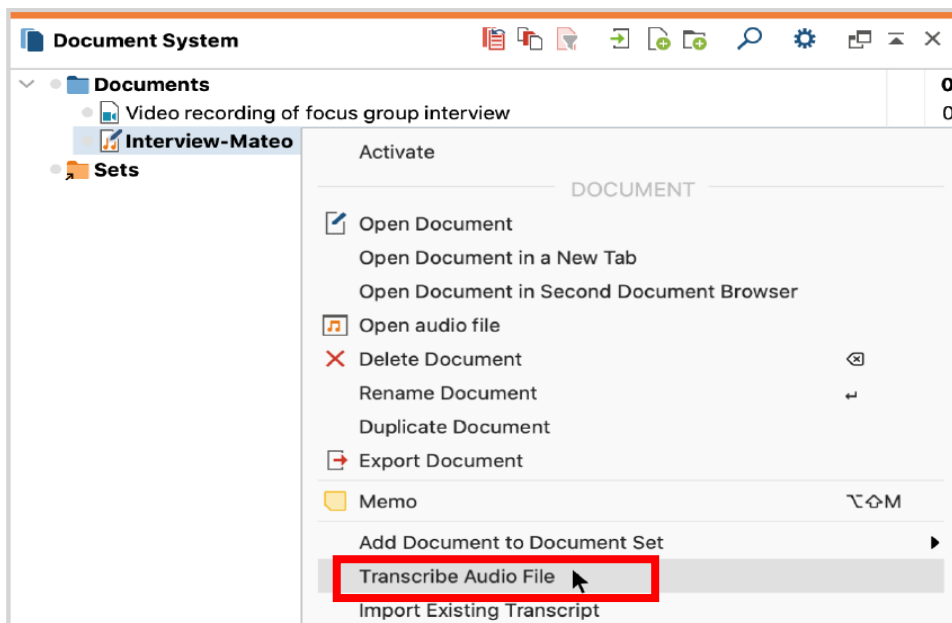 Document System
Documents 0
Video recording of focus group interview 0
Interview-Mateo
Sets
Activate
DOCUMENT
Open Document
Open Document in a New Tab
Open Document in Second Document Browser
Open audio file
Delete Document ⌫
Rename Document ↵
Duplicate Document
Export Document
Memo ⌥⇧M
Add Document to Document Set
Transcribe Audio File
Import Existing Transcript